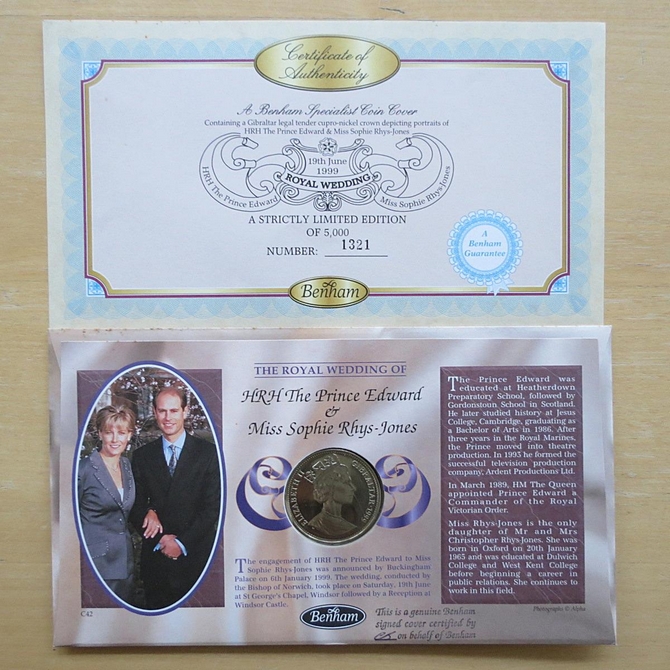 Certificate of
Authenticity
A Benham Specialist Coin Cover
Containing a Gibraltar legal tender cupro-nickel crown depicting portraits of
HRH The Prince Edward & Miss Sophie Rhys-Jones
19th June
1999
ROYAL WEDDING
HRH The Prince Edward
Miss Sophie Rhys-Jones
A STRICTLY LIMITED EDITION
OF 5,000
NUMBER: 1321
A
Benham
Guarantee
Benham
THE ROYAL WEDDING OF
HRH The Prince Edward
&
Miss Sophie Rhys-Jones
ELIZABETH II
GIBRALTAR · 1999
The engagement of HRH The Prince Edward to Miss
Sophie Rhys-Jones was announced by Buckingham
Palace on 6th January 1999. The wedding, conducted by
the Bishop of Norwich, took place on Saturday, 19th June
at St George's Chapel, Windsor followed by a Reception at
Windsor Castle.
The Prince Edward was
educated at Heatherdown
Preparatory School, followed by
Gordonstoun School in Scotland.
He later studied history at Jesus
College, Cambridge, graduating as
a Bachelor of Arts in 1986. After
three years in the Royal Marines,
the Prince moved into theatre
production. In 1993 he formed the
successful television production
company, Ardent Productions Ltd.
In March 1989, HM The Queen
appointed Prince Edward a
Commander of the Royal
Victorian Order.
Miss Rhys-Jones is the only
daughter of Mr and Mrs
Christopher Rhys-Jones. She was
born in Oxford on 20th January
1965 and was educated at Dulwich
College and West Kent College
before beginning a career in
public relations. She continues to
work in this field.
C42
Benham
This is a genuine Benham
signed cover certified by
on behalf of Benham
Photographs © Alpha